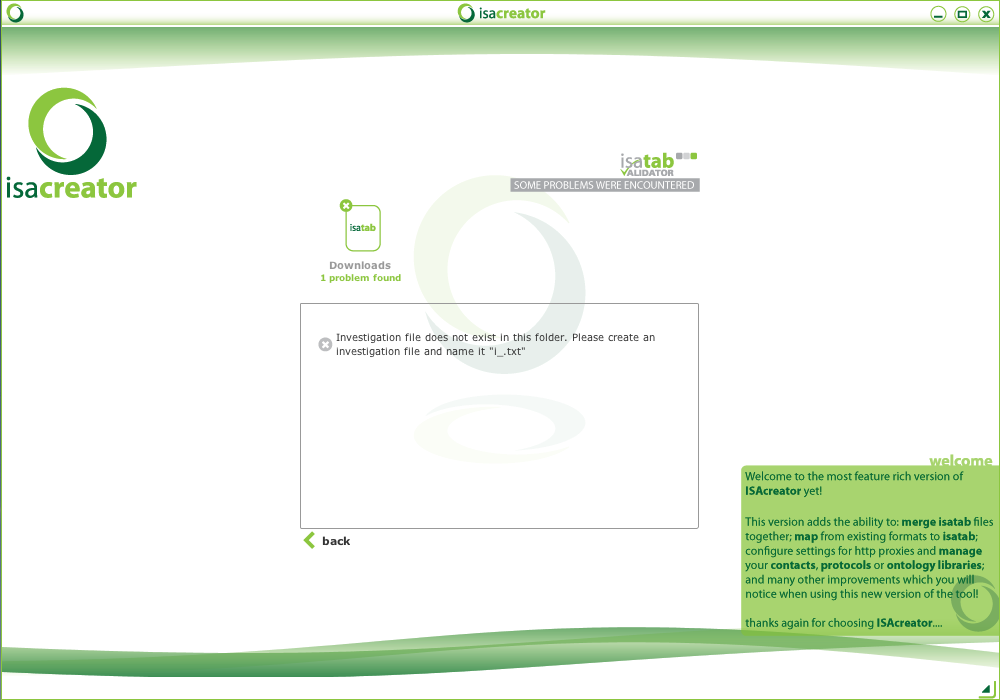 isacreator
isacreator
isatab
VALIDATOR
SOME PROBLEMS WERE ENCOUNTERED
isatab
Downloads
1 problem found
Investigation file does not exist in this folder. Please create an
investigation file and name it "i_.txt"
back
welcome
Welcome to the most feature rich version of
ISAcreator yet!
This version adds the ability to: merge isatab files
together; map from existing formats to isatab;
configure settings for http proxies and manage
your contacts, protocols or ontology libraries;
and many other improvements which you will
notice when using this new version of the tool!
thanks again for choosing ISAcreator....